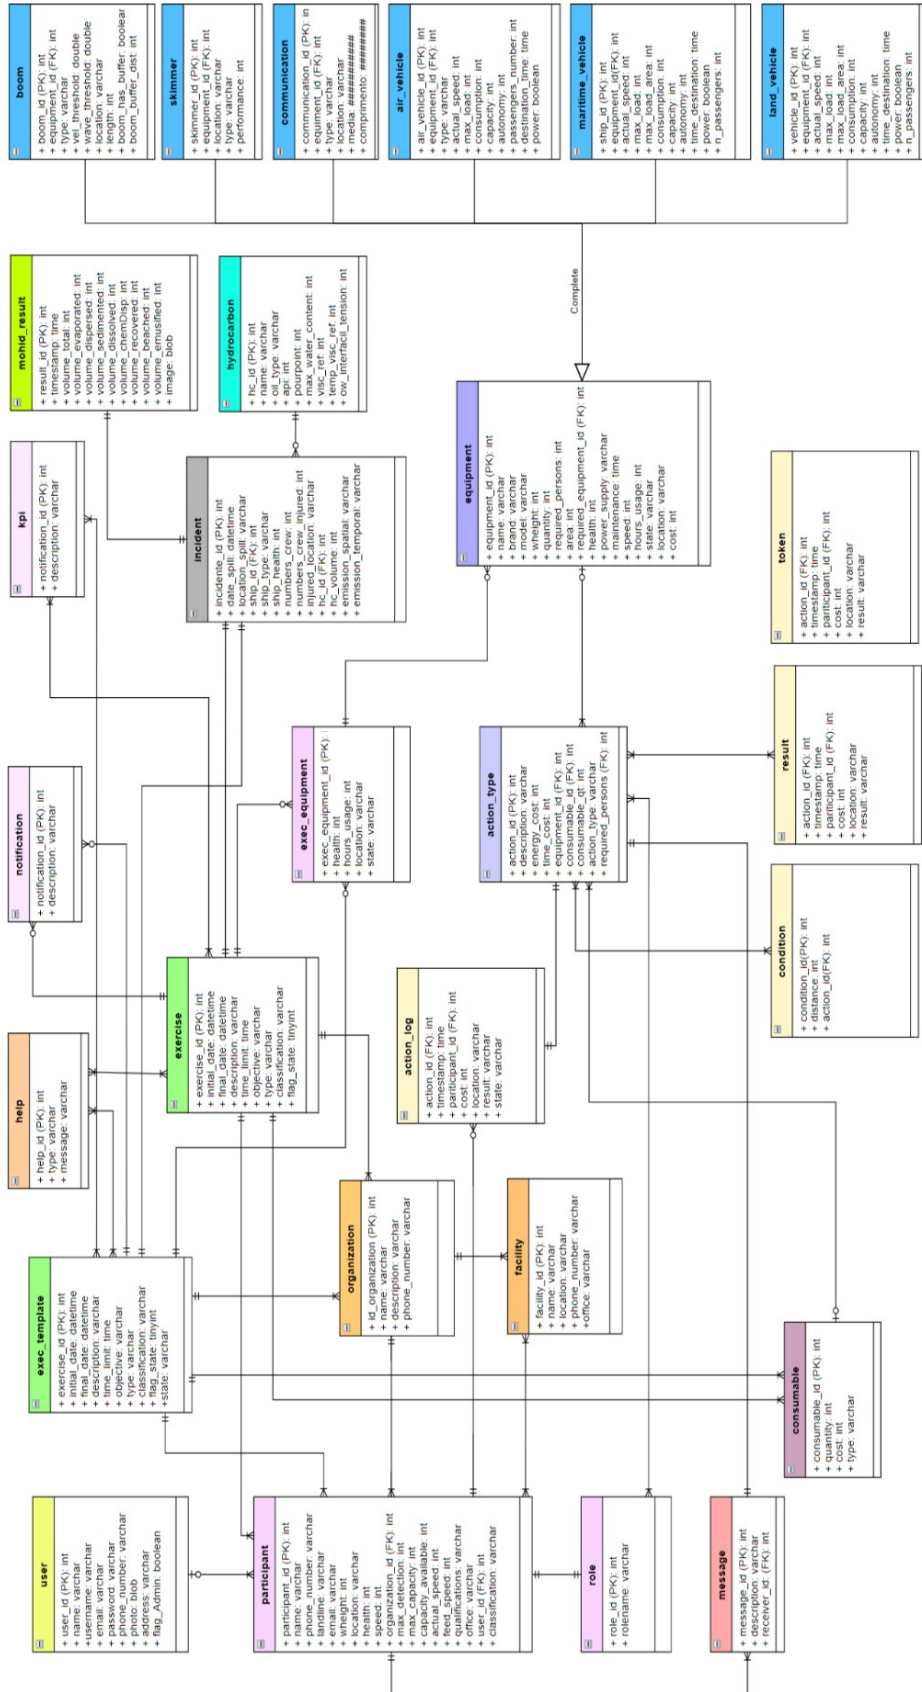 user
+ user_id (PK): int
+ name: varchar
+username: varchar
+ email: varchar
+ password: varchar
+ phone_number: varchar
+ photo: blob
+ address: varchar
+ flag_Admin: boolean
exec_template
+ exercise_id (PK): int
+ initial_date: datetime
+ final_date: datetime
+ description: varchar
+ time_limit: time
+ objective: varchar
+ type: varchar
+ classification: varchar
+ flag_state: tinyint
+state: varchar
help
+ help_id (PK): int
+ type: varchar
+ message: varchar
notification
+ notification_id (PK): int
+ description: varchar
kpi
+ notification_id (PK): int
+ description: varchar
mohid_result
+ result_id (PK): int
+ timestamp: time
+ volume_total: int
+ volume_evaporated: int
+ volume_dispersed: int
+ volume_sedimented: int
+ volume_dissolved: int
+ volume_chemDisp: int
+ volume_recovered: int
+ volume_beached: int
+ volume_emusified: int
+ image: blob
boom
+ boom_id (PK): int
+ equipment_id (FK): int
+ type: varchar
+ vel_threshold: double
+ wave_threshold: double
+ location: varchar
+ length: int
+ boom_has_buffer: boolear
+ boom_buffer_dist: int
participant
+ participant_id (PK): int
+ name: varchar
+ phone_number: varchar
+ landline: varchar
+ email: varchar
+ wheight: int
+ location: varchar
+ health: int
+ speed: int
+ organization_id (FK): int
+ max_detection: int
+ max_capacity: int
+ capacity_available: int
+ actual_speed: int
+ feed_speed: int
+ qualifications: varchar
+ office: varchar
+ user_id (FK): int
+ classification: varchar
exercise
+ exercise_id (PK): int
+ initial_date: datetime
+ final_date: datetime
+ description: varchar
+ time_limit: time
+ objective: varchar
+ type: varchar
+ classification: varchar
+ flag_state: tinyint
incident
+ incidente_id (PK): int
+ date_spill: datetime
+ location_spill: varchar
+ ship_id (FK): int
+ ship_type: varchar
+ ship_health: int
+ numbers_crew: int
+ numbers_crew_injured: int
+ injured_location: varchar
+ hc_id (FK): int
+ hc_volume: int
+ emission_spatial: varchar
+ emission_temporal: varchar
hydrocarbon
+ hc_id (PK): int
+ name: varchar
+ oil_type: varchar
+ api: int
+ pourpoint: int
+ max_water_content: int
+ visc_ref: int
+ temp_visc_ref: int
+ ow_interfacil_tension: int
skimmer
+ skimmer_id (PK): int
+ equipment_id (FK): int
+ location: varchar
+ type: varchar
+ performance: int
communication
+ communication_id (PK): in
+ equiment_id (FK): int
+ type: varchar
+ location: varchar
+ media: ##########
+ comprimento: ##########
organization
+ id_organization (PK): int
+ name: varchar
+ description: varchar
+ phone_number: varchar
exec_equipment
+ exec_equipment_id (PK): i
+ health: int
+ hours_usage: int
+ location: varchar
+ state: varchar
equipment
+ equipment_id (PK): int
+ name: varchar
+ brand: varchar
+ model: varchar
+ wheight: int
+ quantity: int
+ required_persons: int
+ area: int
+ required_equipment_id (FK): int
+ health: int
+ power_supply: varchar
+ maintenance: time
+ speed: int
+ hours_usage: int
+ state: varchar
+ location: varchar
+ cost: int
Complete
air_vehicle
+ air_vehicle_id (PK): int
+ equipment_id (FK): int
+ type: varchar
+ actual_speed: int
+ max_load: int
+ consumption: int
+ capacity: int
+ autonomy: int
+ passengers_number: int
+ destination_time: time
+ power: boolean
action_log
+ action_id (FK): int
+ timestamp: time
+ pariticipant_id (FK): int
+ cost: int
+ location: varchar
+ result: varchar
+ state: varchar
facility
+ facility_id (PK): int
+ name: varchar
+ location: varchar
+ phone_number: varchar
+office: varchar
action_type
+ action_id (PK): int
+ description: varchar
+ energy_cost: int
+ time_cost: int
+ equipment_id (FK): int
+ consumable_id (FK): int
+ consumable_qt: int
+ action_type: varchar
+ required_persons (FK): int
maritime_vehicle
+ ship_id (PK): int
+ equipment_id(FK): int
+ actual_speed: int
+ max_load: int
+ max_load_area: int
+ consumption: int
+ capacity: int
+ autonomy: int
+ time_destination: time
+ power: boolean
+ n_passengers: int
role
+ role_id (PK): int
+ rolename: varchar
message
+ message_id (PK): int
+ description: varchar
+ receiver_id: (FK): int
consumable
+ consumable_id (PK): int
+ quantity: int
+ cost: int
+ type: varchar
condition
+ condition_id(PK): int
+ distance: int
+ action_id(FK): int
result
+ action_id (FK): int
+ timestamp: time
+ pariticipant_id (FK): int
+ cost: int
+ location: varchar
+ result: varchar
token
+ action_id (FK): int
+ timestamp: time
+ pariticipant_id (FK): int
+ cost: int
+ location: varchar
+ result: varchar
land_vehicle
+ vehicle_id (PK): int
+ equipment_id (FK): int
+ actual_speed: int
+ max_load: int
+ max_load_area: int
+ consumption: int
+ capacity: int
+ autonomy: int
+ time_destination: time
+ power: boolean
+ n_passengers: int